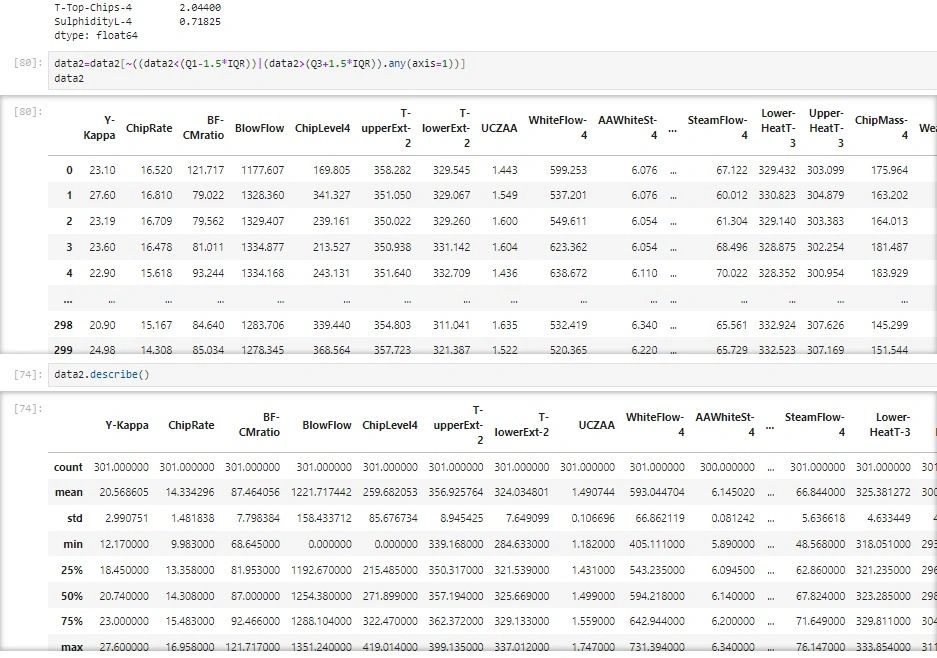 T-Top-Chips-4 2.04400
SulphidityL-4 0.71825
dtype: float64
[80]: data2=data2[~((data2<(Q1-1.5*IQR))|(data2>(Q3+1.5*IQR)).any(axis=1))]
data2
[80]:
Y-Kappa ChipRate BF-CMratio BlowFlow ChipLevel4 T-upperExt-2 T-lowerExt-2 UCZAA WhiteFlow-4 AAWhiteSt-4 ... SteamFlow-4 Lower-HeatT-3 Upper-HeatT-3 ChipMass-4
0 23.10 16.520 121.717 1177.607 169.805 358.282 329.545 1.443 599.253 6.076 ... 67.122 329.432 303.099 175.964
1 27.60 16.810 79.022 1328.360 341.327 351.050 329.067 1.549 537.201 6.076 ... 60.012 330.823 304.879 163.202
2 23.19 16.709 79.562 1329.407 239.161 350.022 329.260 1.600 549.611 6.054 ... 61.304 329.140 303.383 164.013
3 23.60 16.478 81.011 1334.877 213.527 350.938 331.142 1.604 623.362 6.054 ... 68.496 328.875 302.254 181.487
4 22.90 15.618 93.244 1334.168 243.131 351.640 332.709 1.436 638.672 6.110 ... 70.022 328.352 300.954 183.929
... ... ... ... ... ... ... ... ... ... ... ... ... ... ... ...
298 20.90 15.167 84.640 1283.706 339.440 354.803 311.041 1.635 532.419 6.340 ... 65.561 332.924 307.626 145.299
299 24.98 14.308 85.034 1278.345 368.564 357.723 321.387 1.522 520.365 6.220 ... 65.729 332.523 307.169 151.544
[74]: data2.describe()
[74]:
Y-Kappa ChipRate BF-CMratio BlowFlow ChipLevel4 T-upperExt-2 T-lowerExt-2 UCZAA WhiteFlow-4 AAWhiteSt-4 ... SteamFlow-4 Lower-HeatT-3
count 301.000000 301.000000 301.000000 301.000000 301.000000 301.000000 301.000000 301.000000 301.000000 300.000000 ... 301.000000 301.000000
mean 20.568605 14.334296 87.464056 1221.717442 259.682053 356.925764 324.034801 1.490744 593.044704 6.145020 ... 66.844000 325.381272
std 2.990751 1.481838 7.798384 158.433712 85.676734 8.945425 7.649099 0.106696 66.862119 0.081242 ... 5.636618 4.633449
min 12.170000 9.983000 68.645000 0.000000 0.000000 339.168000 284.633000 1.182000 405.111000 5.890000 ... 48.568000 318.051000
25% 18.450000 13.358000 81.953000 1192.670000 215.485000 350.317000 321.539000 1.431000 543.235000 6.094500 ... 62.860000 321.235000
50% 20.740000 14.308000 87.000000 1254.380000 271.899000 357.194000 325.669000 1.499000 594.218000 6.140000 ... 67.824000 323.285000
75% 23.000000 15.483000 92.466000 1288.104000 322.470000 362.372000 329.133000 1.559000 642.944000 6.200000 ... 71.649000 329.811000
max 27.600000 16.958000 121.717000 1351.240000 419.014000 399.135000 337.012000 1.747000 731.394000 6.340000 ... 76.147000 333.854000